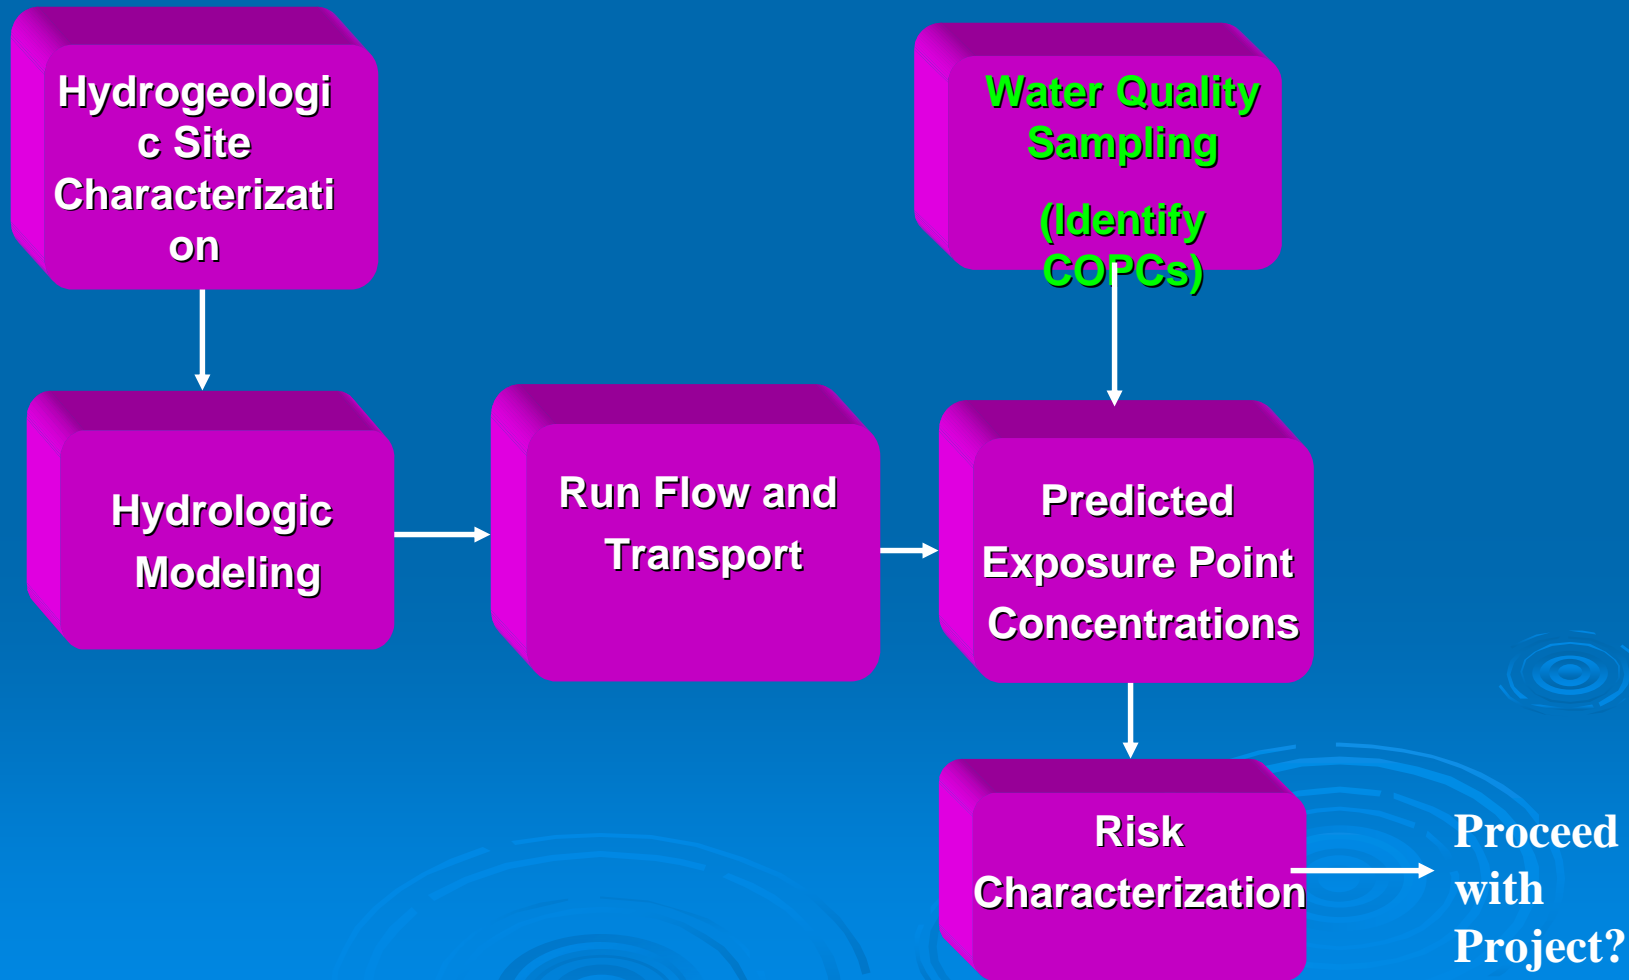 Hydrogeologi
c Site
Characterizati
on
Water Quality
Sampling
(Identify
COPCs)
Hydrologic
Modeling
Run Flow and
Transport
Predicted
Exposure Point
Concentrations
Risk
Characterization
Proceed
with
Project?